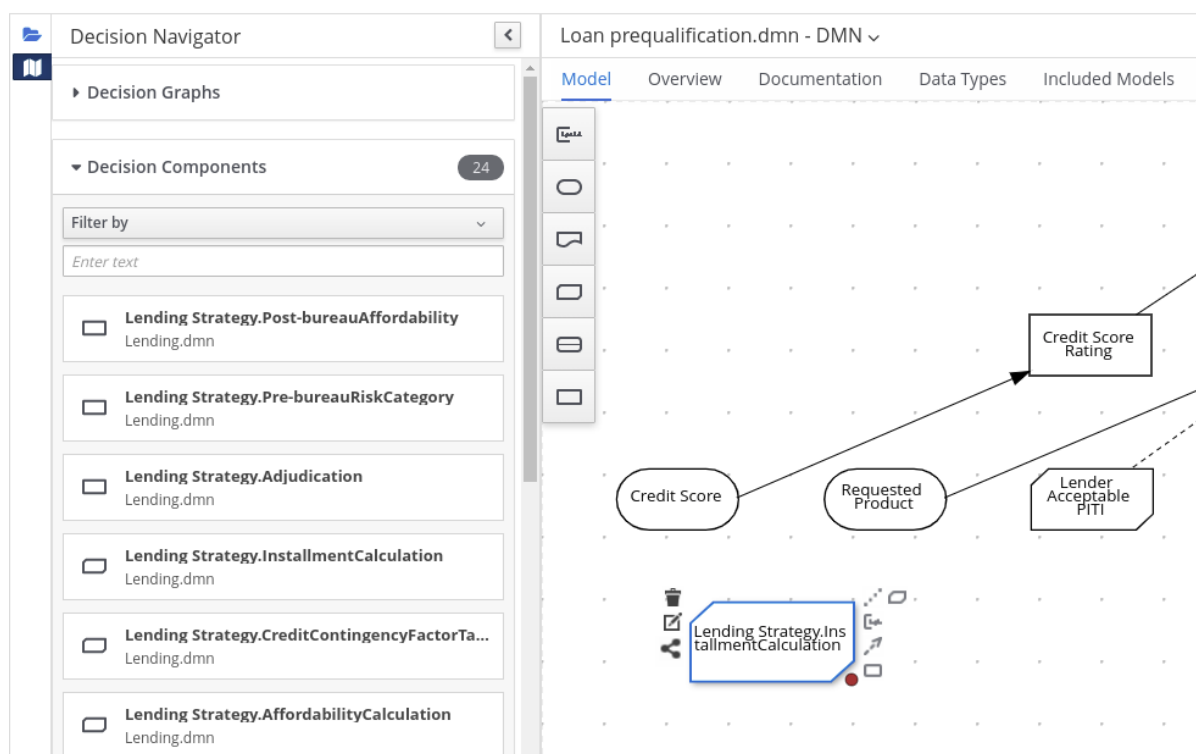 Decision Navigator
Decision Graphs
Decision Components
24
Filter by
Enter text
Lending Strategy.Post-bureauAffordability
Lending.dmn
Lending Strategy.Pre-bureauRiskCategory
Lending.dmn
Lending Strategy.Adjudication
Lending.dmn
Lending Strategy.InstallmentCalculation
Lending.dmn
Lending Strategy.CreditContingencyFactorTa...
Lending.dmn
Lending Strategy.AffordabilityCalculation
Lending.dmn
Loan prequalification.dmn - DMN
Model Overview Documentation Data Types Included Models
Credit Score
Rating
Credit Score
Requested
Product
Lender
Acceptable
PITI
Lending Strategy.Ins
tallmentCalculation